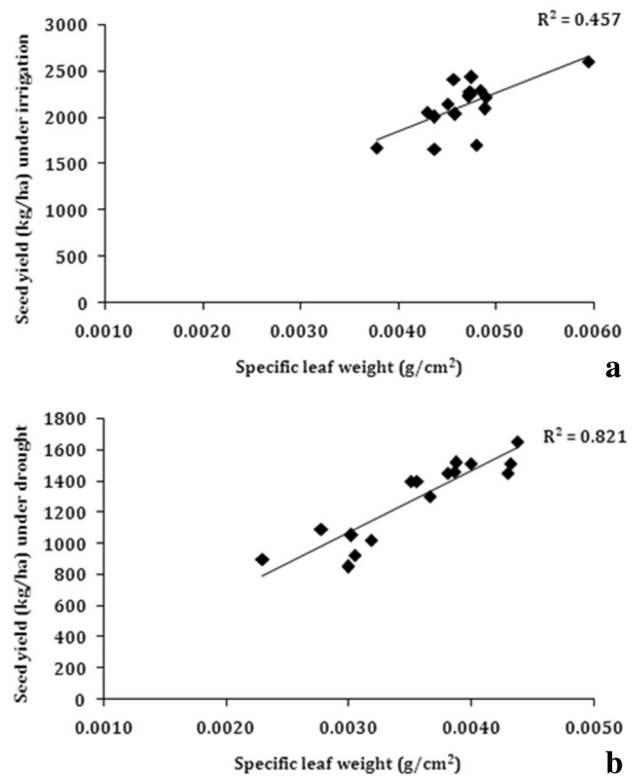 R² = 0.457
Seed yield (kg/ha) under irrigation
3000
2500
2000
1500
1000
500
0
0.0010 0.0020 0.0030 0.0040 0.0050 0.0060
Specific leaf weight (g/cm²)
a
R² = 0.821
Seed yield (kg/ha) under drought
1800
1600
1400
1200
1000
800
600
400
200
0
0.0010 0.0020 0.0030 0.0040 0.0050
Specific leaf weight (g/cm²)
b